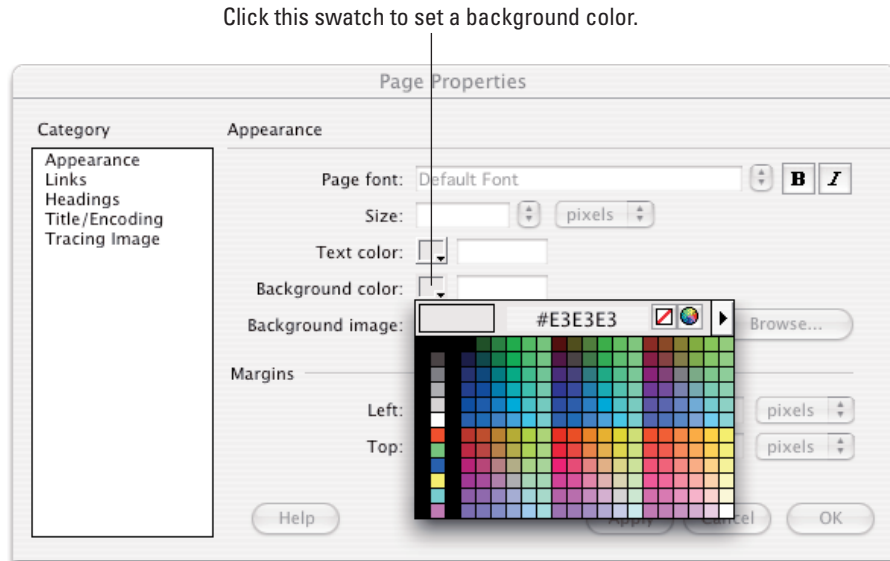 Click this swatch to set a background color.
Page Properties
Category
Appearance
Appearance
Links
Headings
Title/Encoding
Tracing Image
Page font: Default Font B I
Size: pixels
Text color:
Background color:
#E3E3E3
Background image: Browse...
Margins
Left: pixels
Top: pixels
Help Apply Cancel OK